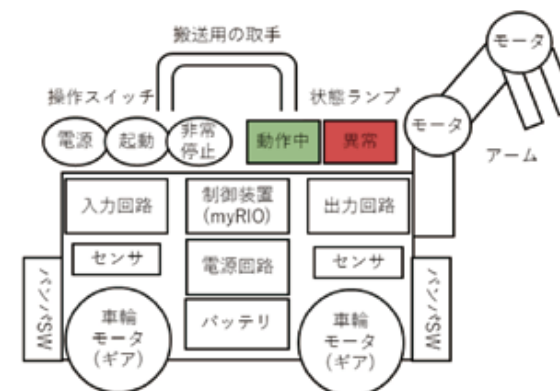 搬送用の取手
モータ
操作スイッチ
状態ランプ
電源
起動
非常
停止
動作中
異常
モータ
アーム
入力回路
制御装置
(myRIO)
出力回路
センサ
電源回路
センサ
バンパSW
バンパSW
車輪
モータ
(ギア)
バッテリ
車輪
モータ
(ギア)